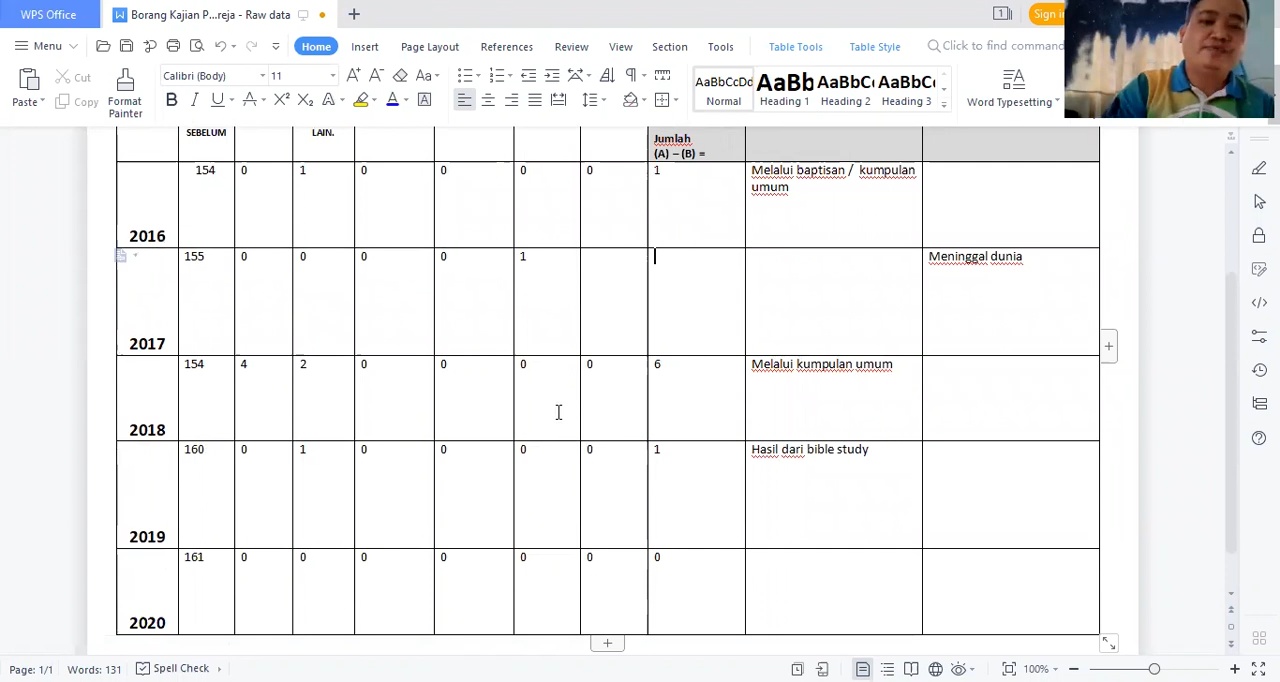 WPS Office
Borang Kajian P...reja - Raw data
1
Sign in
Menu
Home
Insert
Page Layout
References
Review
View
Section
Tools
Table Tools
Table Style
Click to find commands
Paste
Cut
Copy
Format
Painter
Calibri (Body)
11
AaBbCcDd
Normal
AaBb
Heading 1
AaBbC
Heading 2
AaBbC
Heading 3
Word Typesetting
SEBELUM
LAIN.
Jumlah
(A) – (B) =
154 0 1 0 0 0 0 1 Melalui baptisan / kumpulan
umum
2016
155 0 0 0 0 1 Meninggal dunia
2017
154 4 2 0 0 0 0 6 Melalui kumpulan umum
2018
160 0 1 0 0 0 0 1 Hasil dari bible study
2019
161 0 0 0 0 0 0 0
2020
Page: 1/1
Words: 131
Spell Check
100%